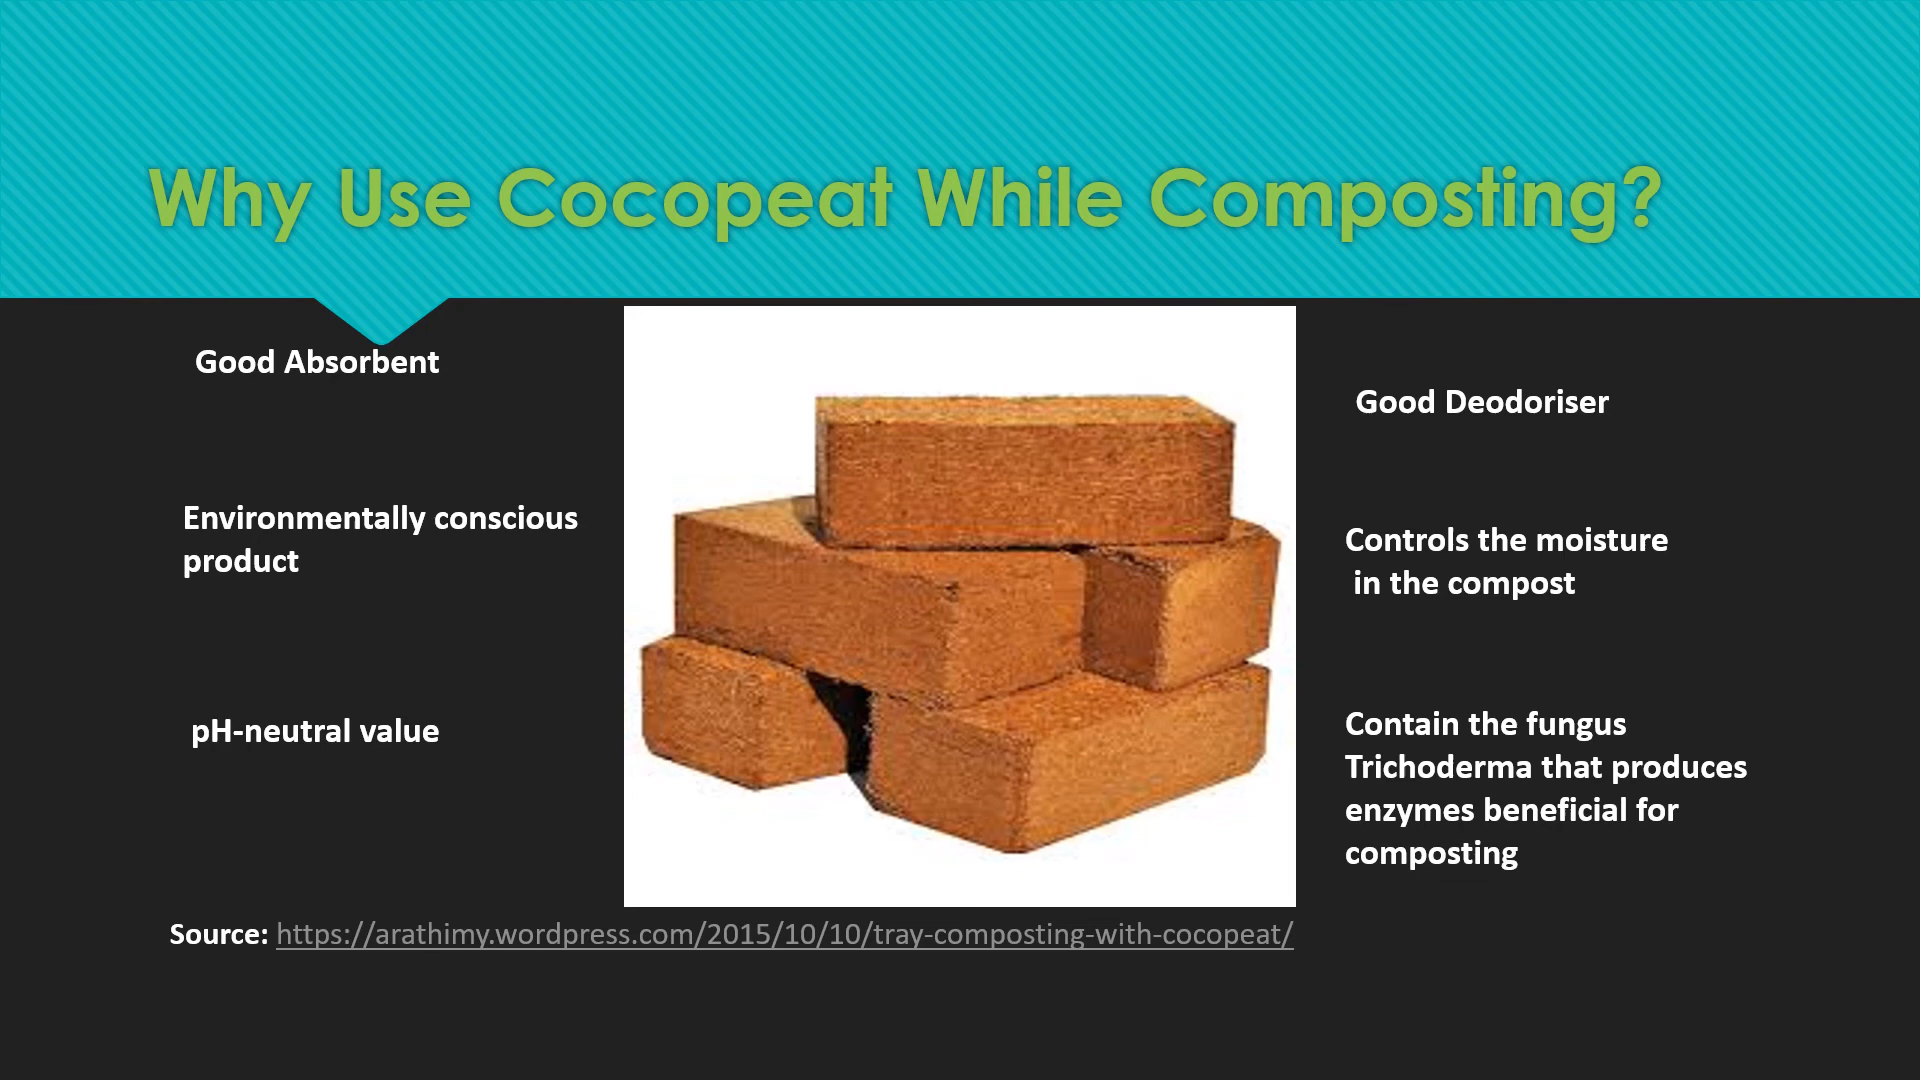 Why Use Cocopeat While Composting?
Good Absorbent
Environmentally conscious
product
pH-neutral value
Good Deodoriser
Controls the moisture
in the compost
Contain the fungus
Trichoderma that produces
enzymes beneficial for
composting
Source: https://arathimy.wordpress.com/2015/10/10/tray-composting-with-cocopeat/